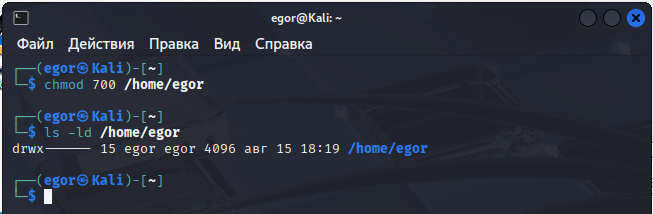 egor@Kali: ~
Файл Действия Правка Вид Справка
┌──(egor㉿Kali)-[~]
└─$ chmod 700 /home/egor
┌──(egor㉿Kali)-[~]
└─$ ls -ld /home/egor
drwx------ 15 egor egor 4096 авг 15 18:19 /home/egor
┌──(egor㉿Kali)-[~]
└─$